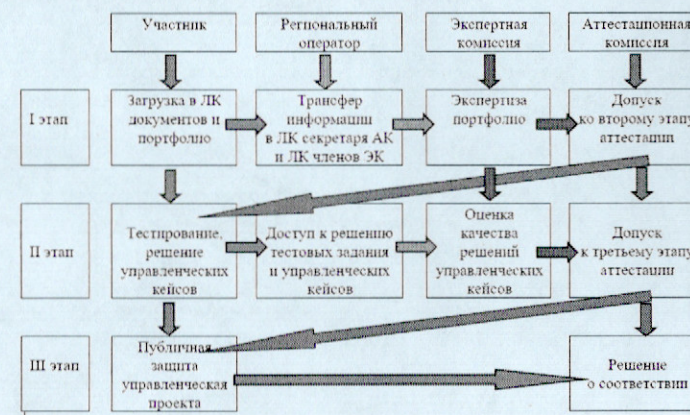 Участник
Региональный
оператор
Экспертная
комиссия
Аттестационная
комиссия
I этап
Загрузка в ЛК
документов и
портфолио
Трансфер
информации
в ЛК секретаря АК
и ЛК членов ЭК
Экспертиза
портфолио
Допуск
ко второму этапу
аттестации
II этап
Тестирование,
решение
управленческих
кейсов
Доступ к решению
тестовых задания
и управленческих
кейсов
Оценка
качества
решений
управленческих
кейсов
Допуск
к третьему этапу
аттестации
III этап
Публичная
защита
управленческая
проекта
Решение
о соответствии